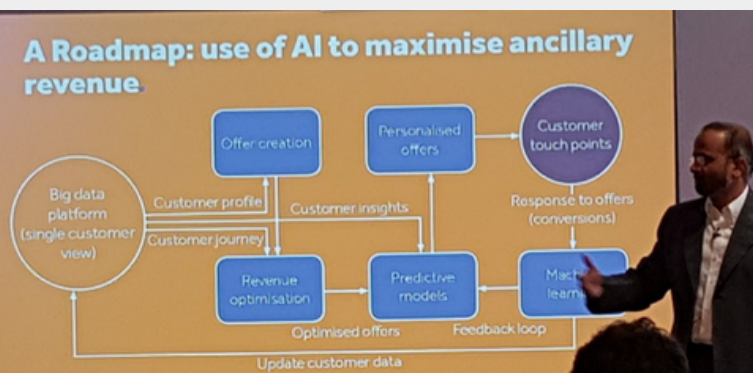 A Roadmap: use of AI to maximise ancillary
revenue.
Offer creation
Personalised
offers
Customer
touch points
Big data
platform
(single customer
view)
Customer profile
Customer insights
Customer journey
Response to offers
(conversions)
Revenue
optimisation
Predictive
models
Optimised offers
Feedback loop
Update customer data